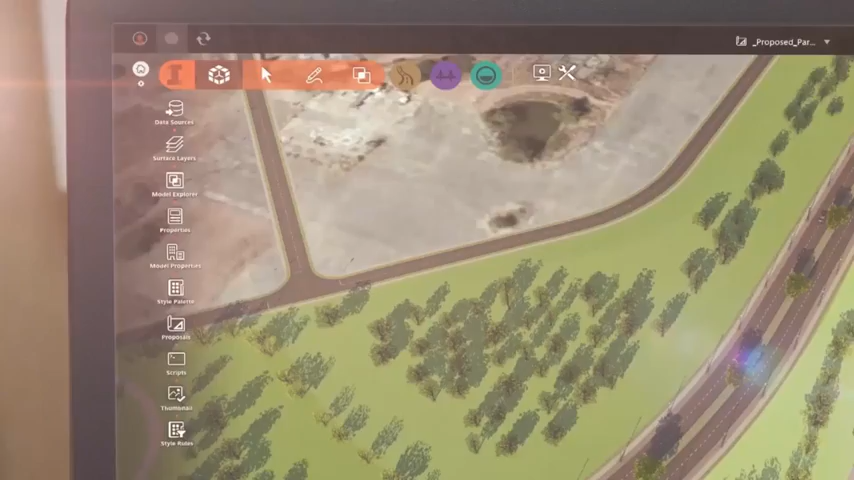 _Proposed_Par...
Data Sources
Surface Layers
Model Explorer
Properties
Model Properties
Style Palette
Proposals
Scripts
Thumbnail
Style Rules